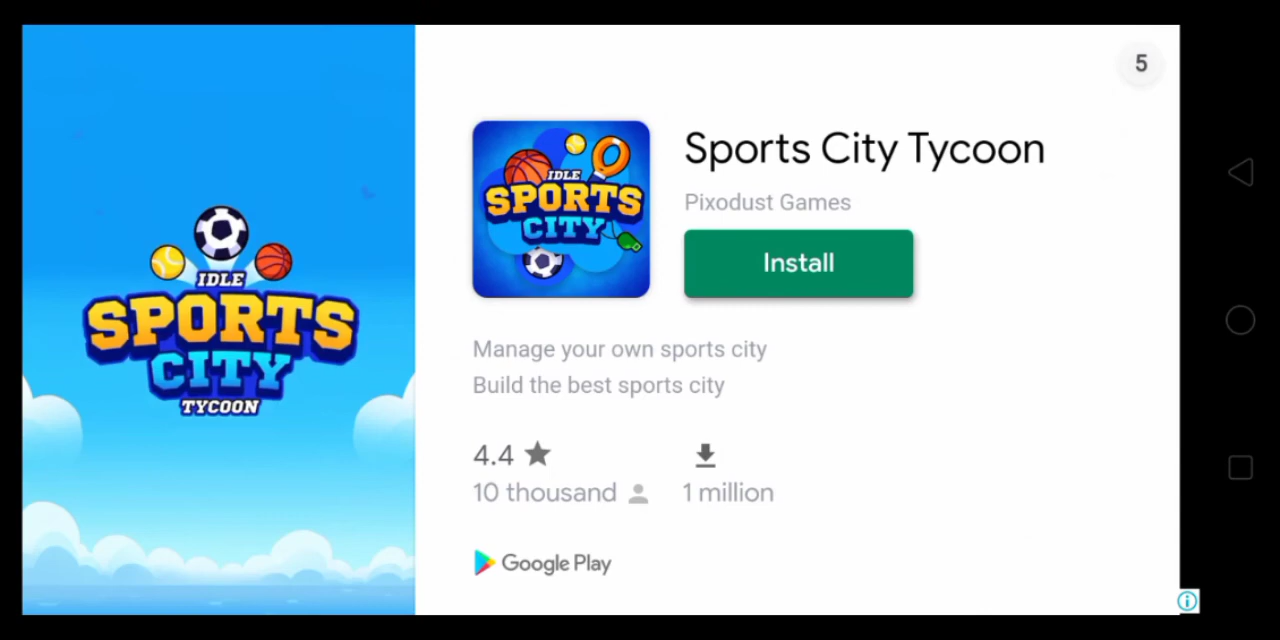 5
IDLE
SPORTS
CITY
TYCOON
IDLE
SPORTS
CITY
Sports City Tycoon
Pixodust Games
Install
Manage your own sports city
Build the best sports city
4.4
10 thousand
1 million
Google Play